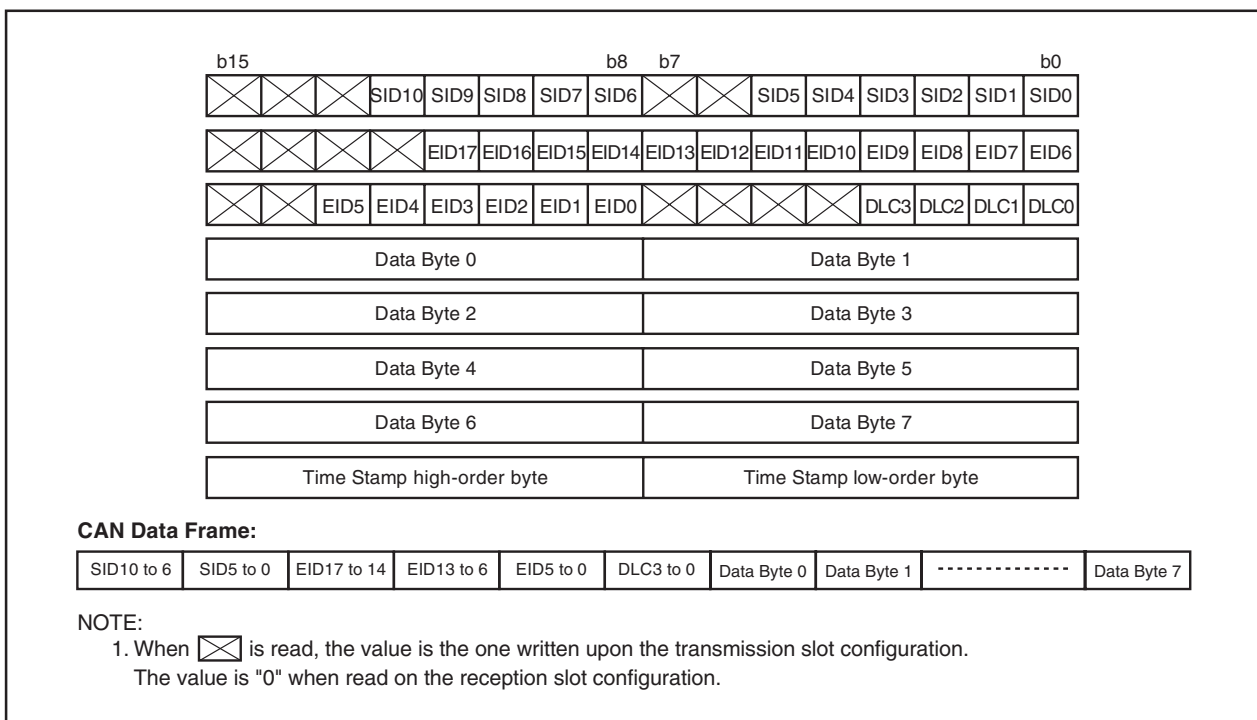 b15 b8 b7 b0
SID10 SID9 SID8 SID7 SID6 SID5 SID4 SID3 SID2 SID1 SID0
EID17 EID16 EID15 EID14 EID13 EID12 EID11 EID10 EID9 EID8 EID7 EID6
EID5 EID4 EID3 EID2 EID1 EID0 DLC3 DLC2 DLC1 DLC0
Data Byte 0 Data Byte 1
Data Byte 2 Data Byte 3
Data Byte 4 Data Byte 5
Data Byte 6 Data Byte 7
Time Stamp high-order byte Time Stamp low-order byte
CAN Data Frame:
SID10 to 6 SID5 to 0 EID17 to 14 EID13 to 6 EID5 to 0 DLC3 to 0 Data Byte 0 Data Byte 1 Data Byte 7
NOTE:
1. When is read, the value is the one written upon the transmission slot configuration.
The value is "0" when read on the reception slot configuration.